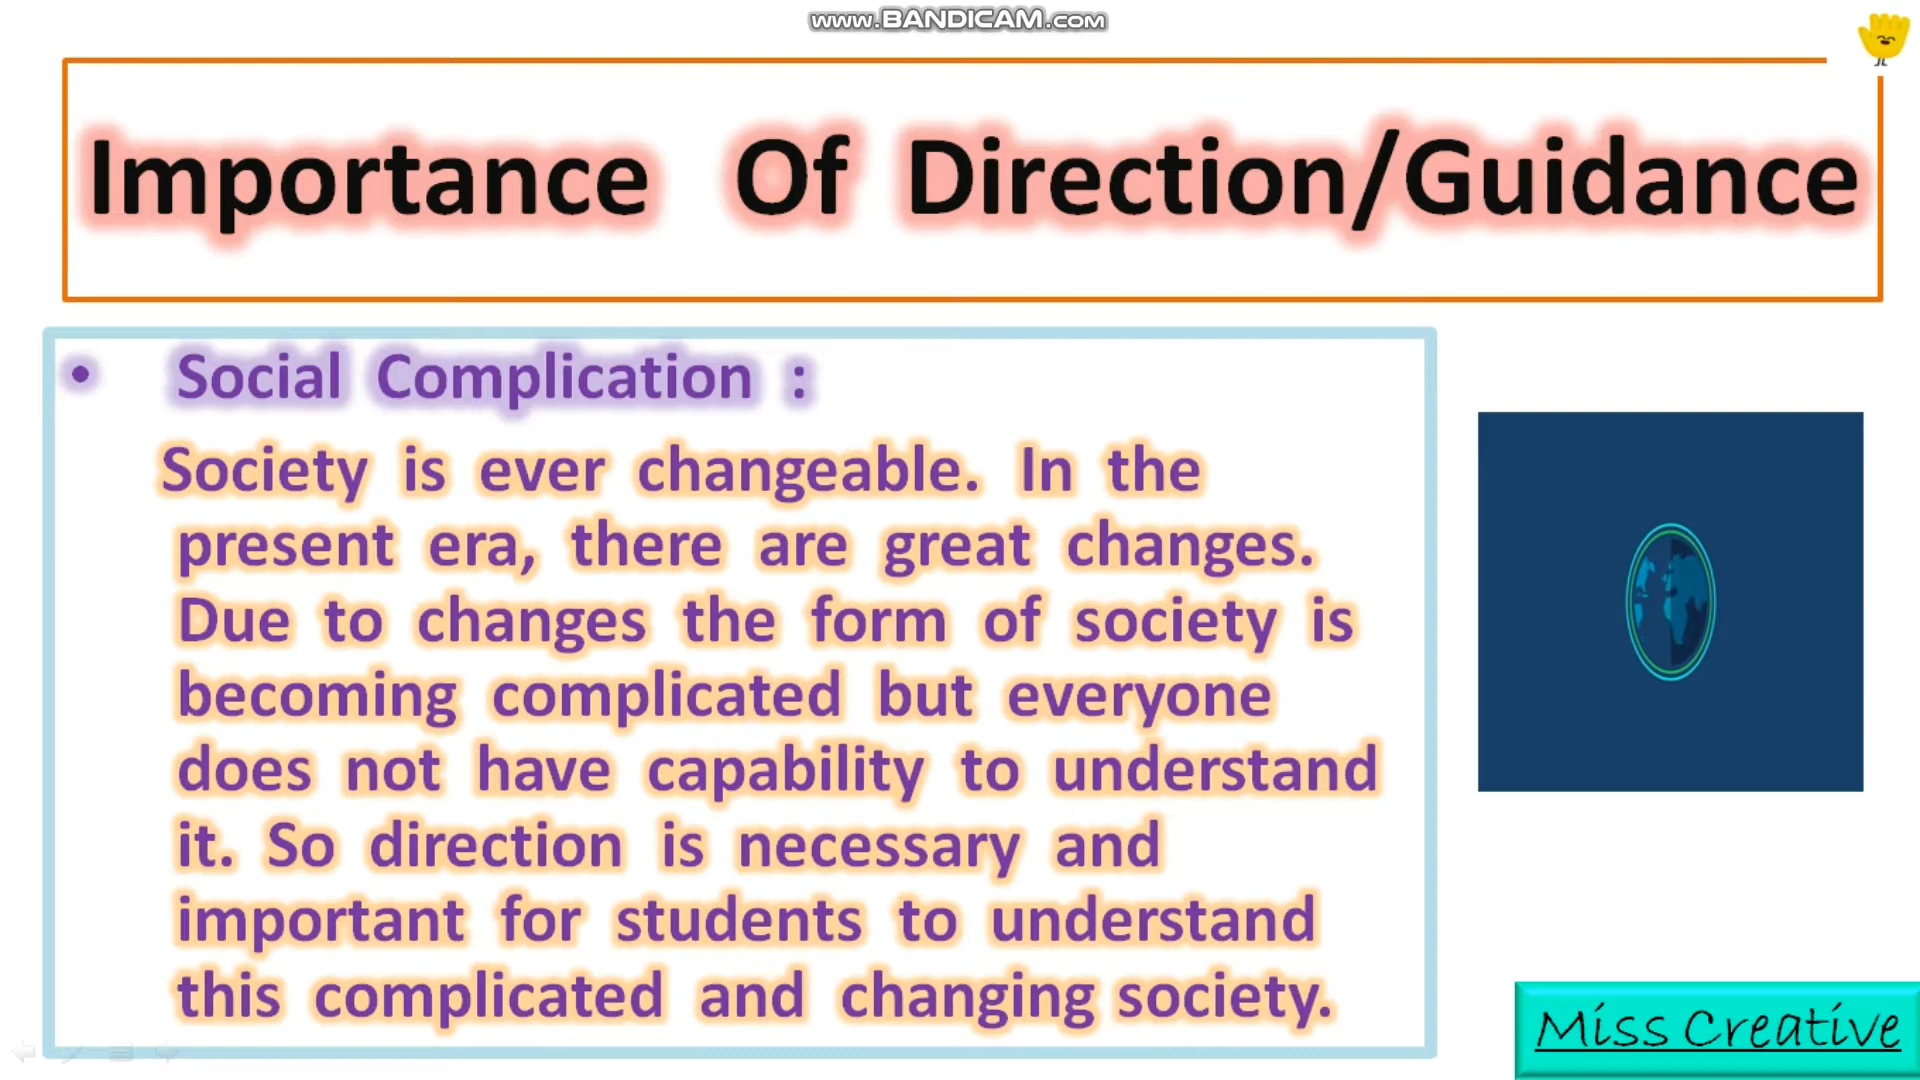 www.BANDICAM.com
Importance Of Direction/Guidance
• Social Complication :
Society is ever changeable. In the
present era, there are great changes.
Due to changes the form of society is
becoming complicated but everyone
does not have capability to understand
it. So direction is necessary and
important for students to understand
this complicated and changing society.
Miss Creative